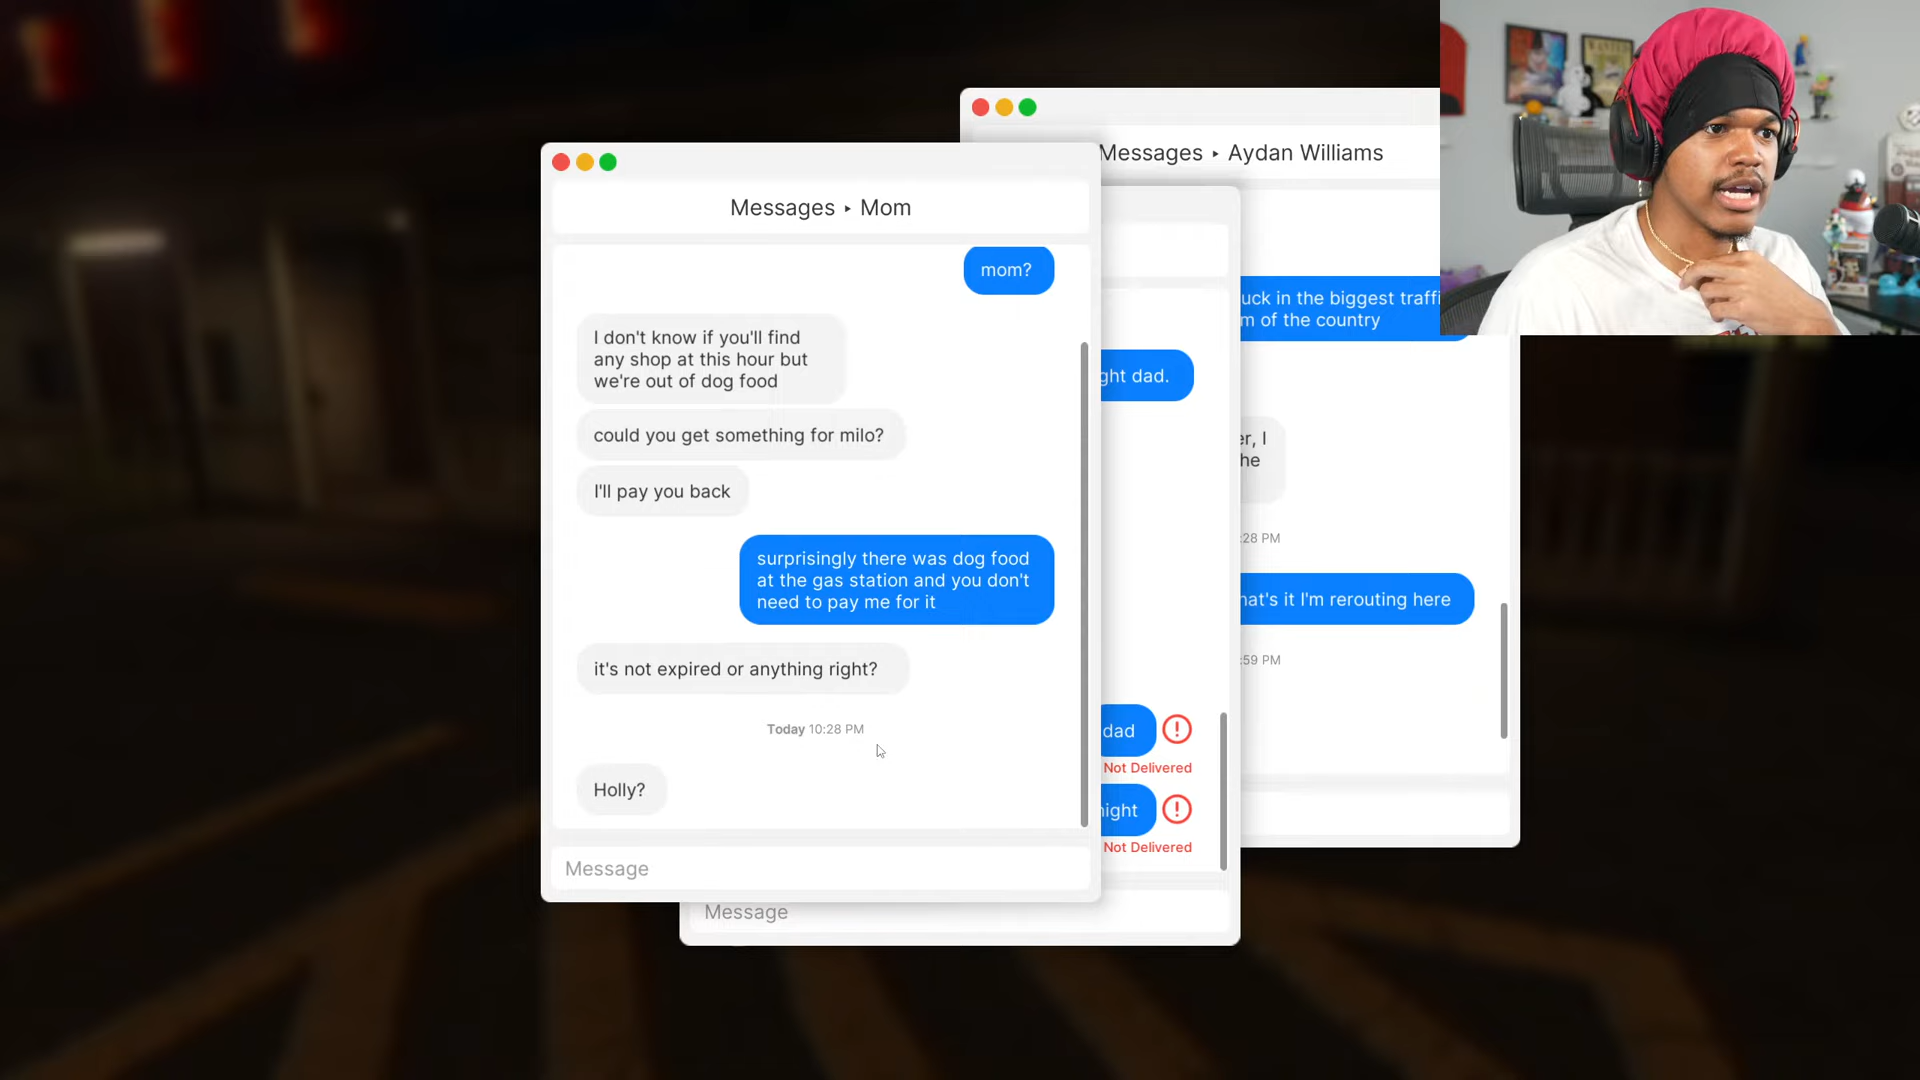 Messages ▸ Aydan Williams
Messages ▸ Mom
mom?
I don't know if you'll find
any shop at this hour but
we're out of dog food
could you get something for milo?
I'll pay you back
surprisingly there was dog food
at the gas station and you don't
need to pay me for it
it's not expired or anything right?
Today 10:28 PM
Holly?
Message
ght dad.
dad
Not Delivered
ight
Not Delivered
Message
uck in the biggest traffi
m of the country
er, I
he
:28 PM
hat's it I'm rerouting here
:59 PM